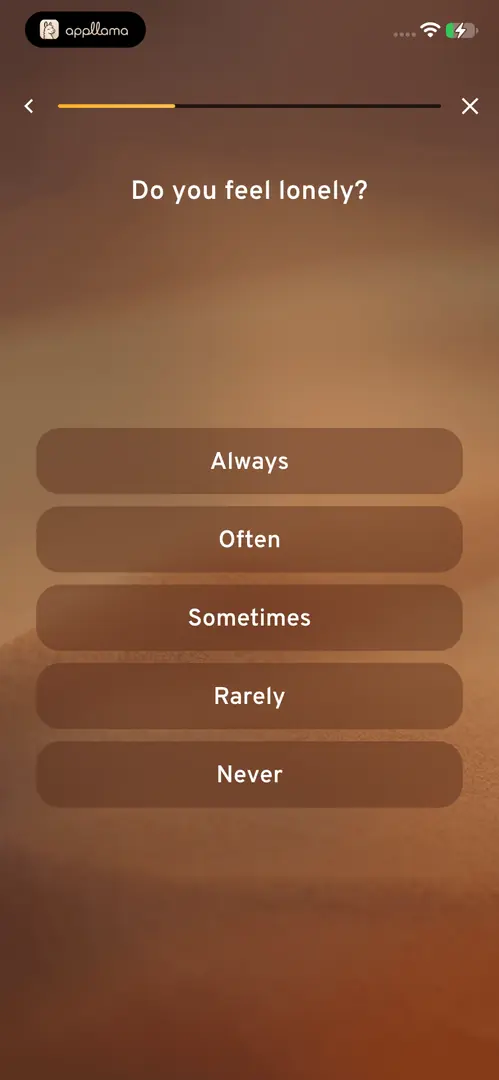 appllama
Do you feel lonely?
Always
Often
Sometimes
Rarely
Never